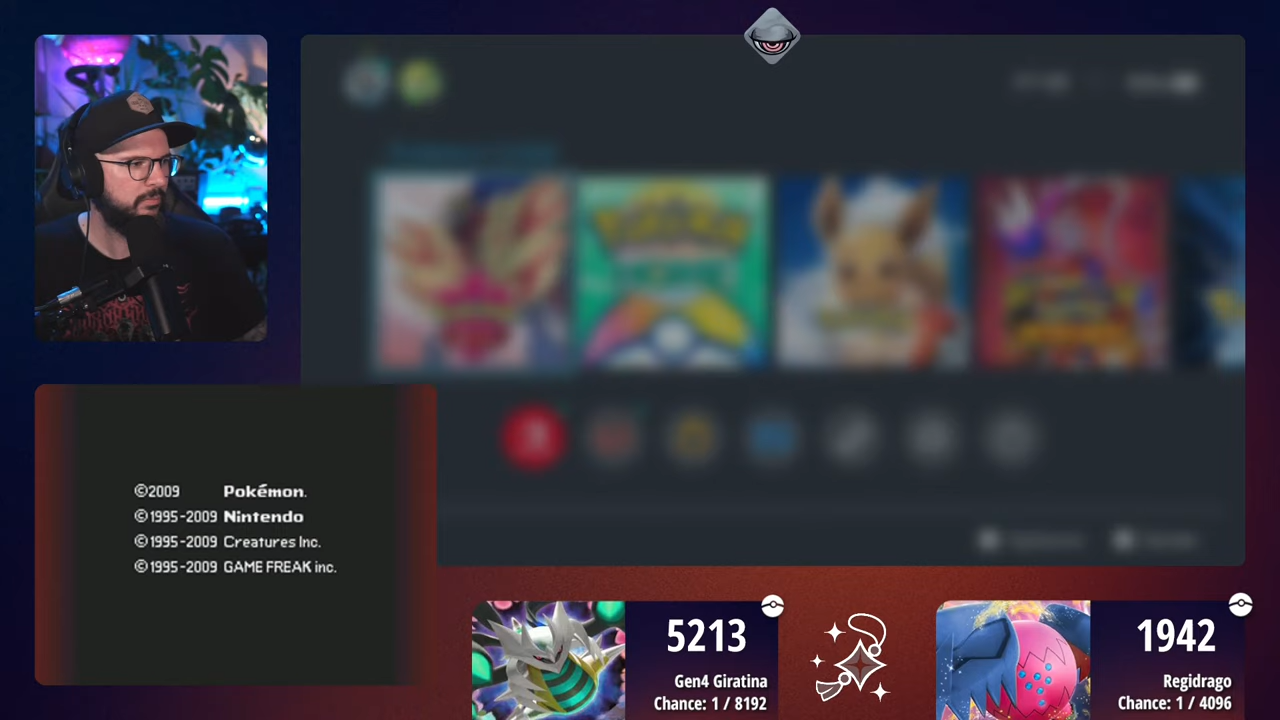 ©2009 Pokémon.
©1995-2009 Nintendo
©1995-2009 Creatures Inc.
©1995-2009 GAME FREAK inc.
5213
Gen4 Giratina
Chance: 1 / 8192
1942
Regidrago
Chance: 1 / 4096